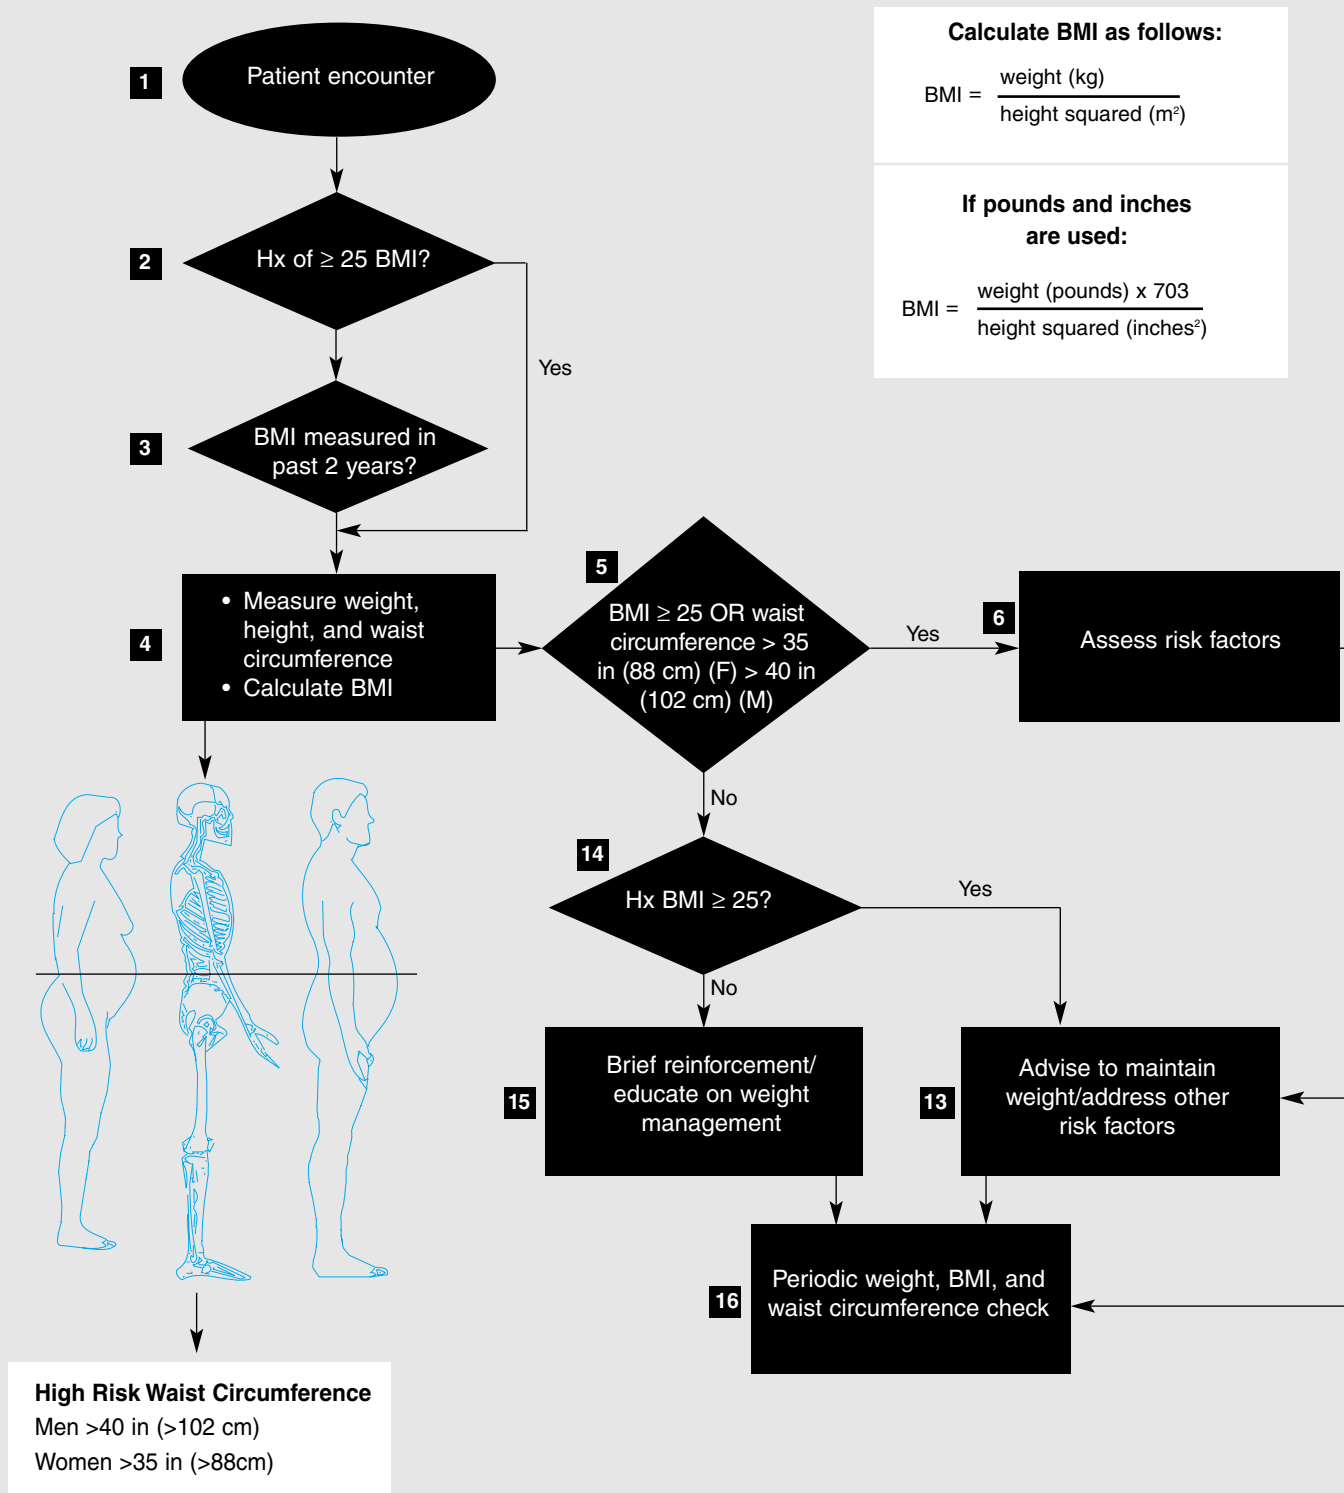 Calculate BMI as follows:
BMI = weight (kg)
height squared (m²)
If pounds and inches
are used:
BMI = weight (pounds) x 703
height squared (inches²)
1
Patient encounter
2
Hx of ≥ 25 BMI?
Yes
3
BMI measured in
past 2 years?
4
• Measure weight,
height, and waist
circumference
• Calculate BMI
5
BMI ≥ 25 OR waist
circumference > 35
in (88 cm) (F) > 40 in
(102 cm) (M)
Yes
6
Assess risk factors
No
14
Hx BMI ≥ 25?
Yes
No
15
Brief reinforcement/
educate on weight
management
13
Advise to maintain
weight/address other
risk factors
16
Periodic weight, BMI, and
waist circumference check
High Risk Waist Circumference
Men >40 in (>102 cm)
Women >35 in (>88cm)